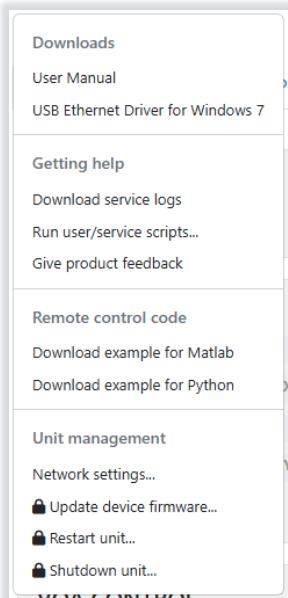 Downloads
User Manual
USB Ethernet Driver for Windows 7
Getting help
Download service logs
Run user/service scripts...
Give product feedback
Remote control code
Download example for Matlab
Download example for Python
Unit management
Network settings...
Update device firmware...
Restart unit...
Shutdown unit...